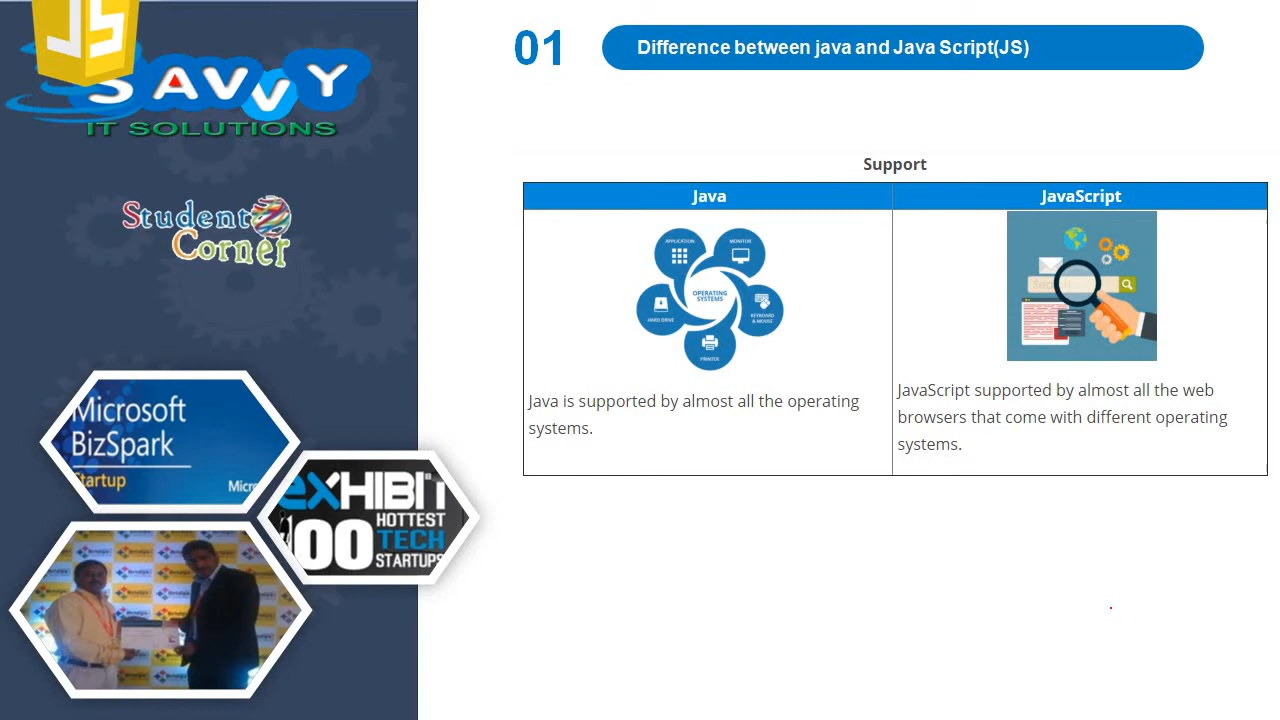 JS
SAVVY
IT SOLUTIONS
Student
Corner
Microsoft
BizSpark
Startup
Micro
eXHIBIT
100 HOTTEST
TECH
STARTUPS
01 Difference between java and Java Script(JS)
Support
Java JavaScript
APPLICATION
MONITOR
OPERATING
SYSTEMS
HARD DRIVE
KEYBOARD
& MOUSE
PRINTER
Java is supported by almost all the operating
systems.
Search
JavaScript supported by almost all the web
browsers that come with different operating
systems.